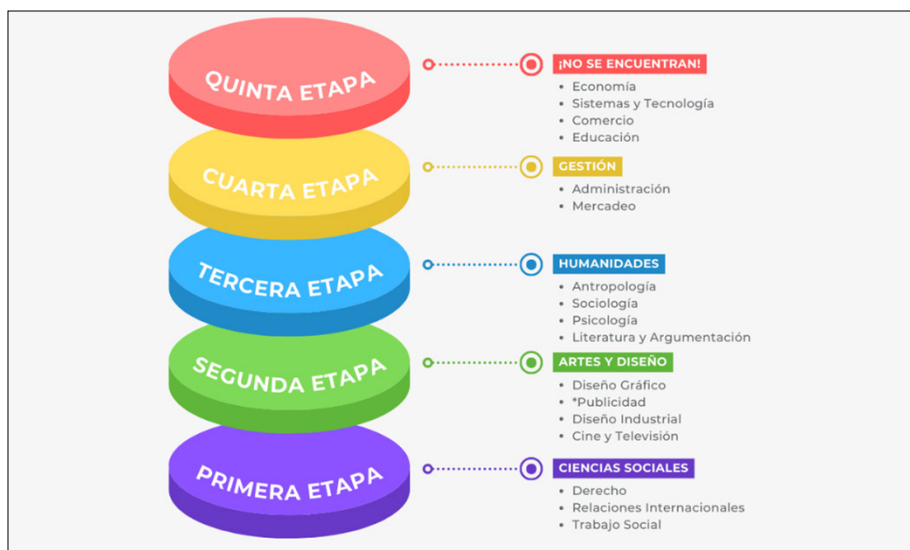 QUINTA ETAPA
¡NO SE ENCUENTRAN!
• Economía
• Sistemas y Tecnología
• Comercio
• Educación
CUARTA ETAPA
GESTIÓN
• Administración
• Mercadeo
TERCERA ETAPA
HUMANIDADES
• Antropología
• Sociología
• Psicología
• Literatura y Argumentación
SEGUNDA ETAPA
ARTES Y DISEÑO
• Diseño Gráfico
• *Publicidad
• Diseño Industrial
• Cine y Televisión
PRIMERA ETAPA
CIENCIAS SOCIALES
• Derecho
• Relaciones Internacionales
• Trabajo Social